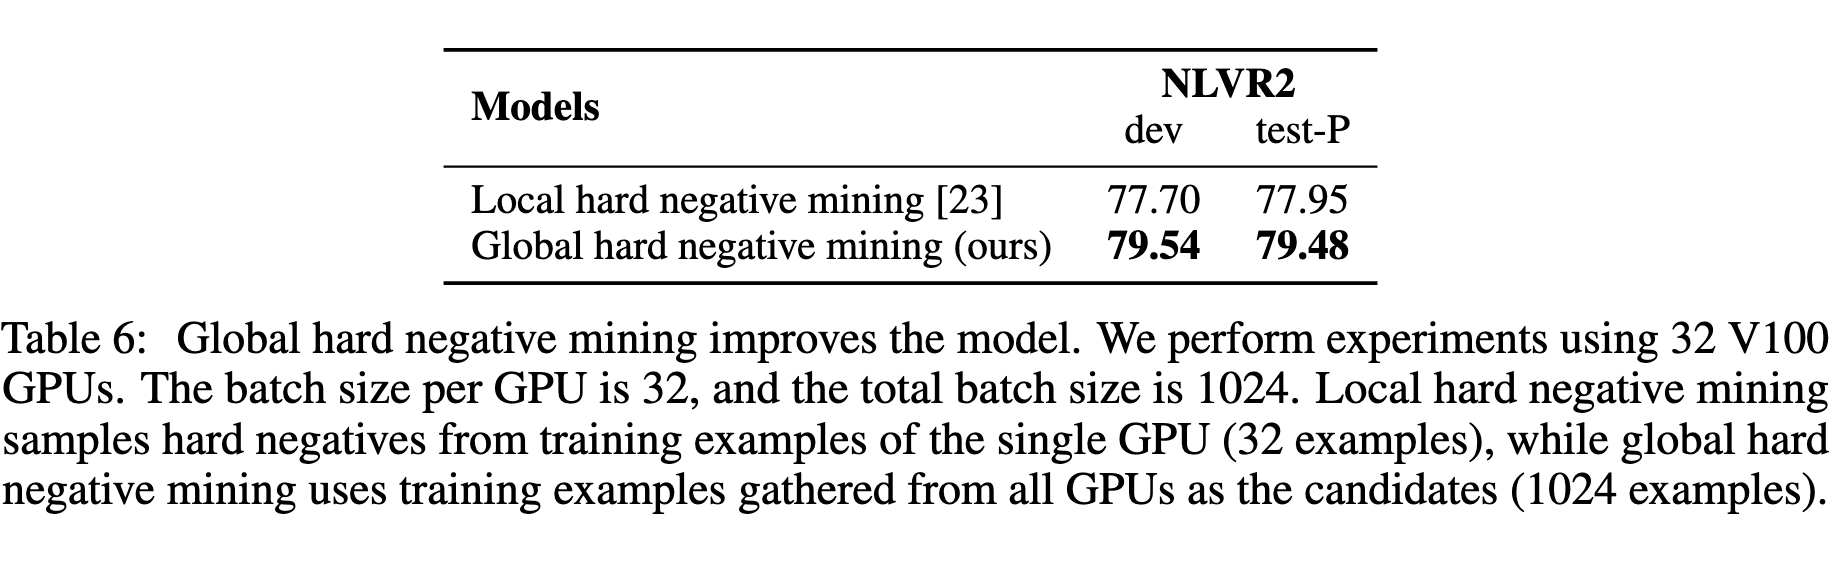 NLVR2
Models
dev test-P
Local hard negative mining [23] 77.70 77.95
Global hard negative mining (ours) 79.54 79.48
Table 6: Global hard negative mining improves the model. We perform experiments using 32 V100
GPUs. The batch size per GPU is 32, and the total batch size is 1024. Local hard negative mining
samples hard negatives from training examples of the single GPU (32 examples), while global hard
negative mining uses training examples gathered from all GPUs as the candidates (1024 examples).